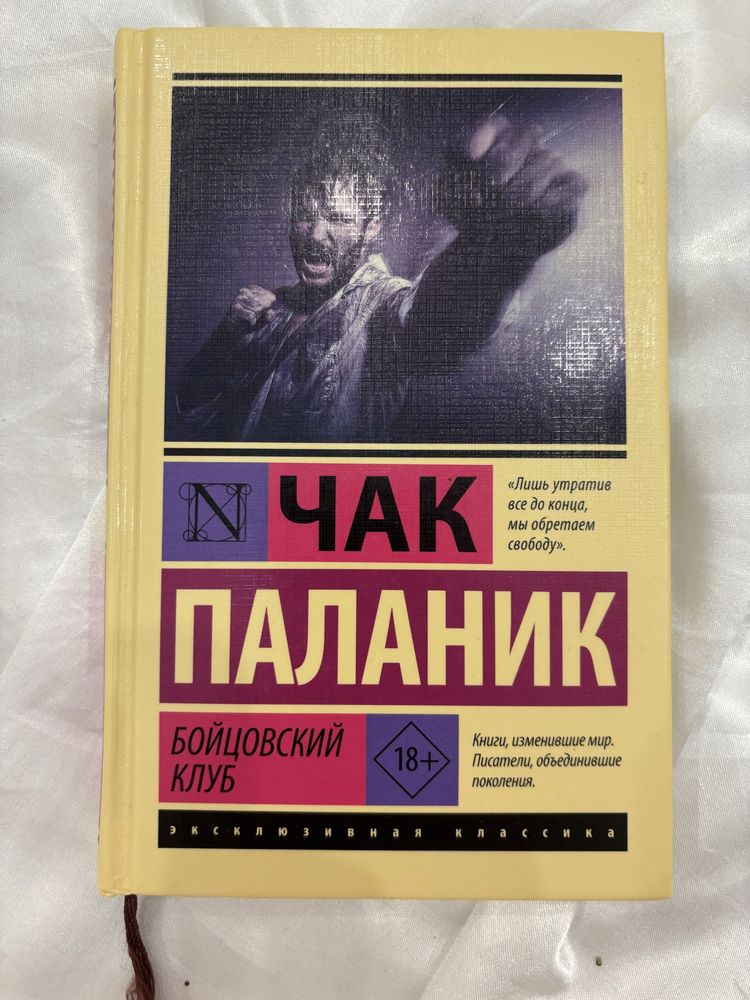 N
ЧАК
«Лишь утратив
все до конца,
мы обретаем
свободу».
ПАЛАНИК
БОЙЦОВСКИЙ
КЛУБ
18+
Книги, изменившие мир.
Писатели, объединившие
поколения.
эксклюзивная классика